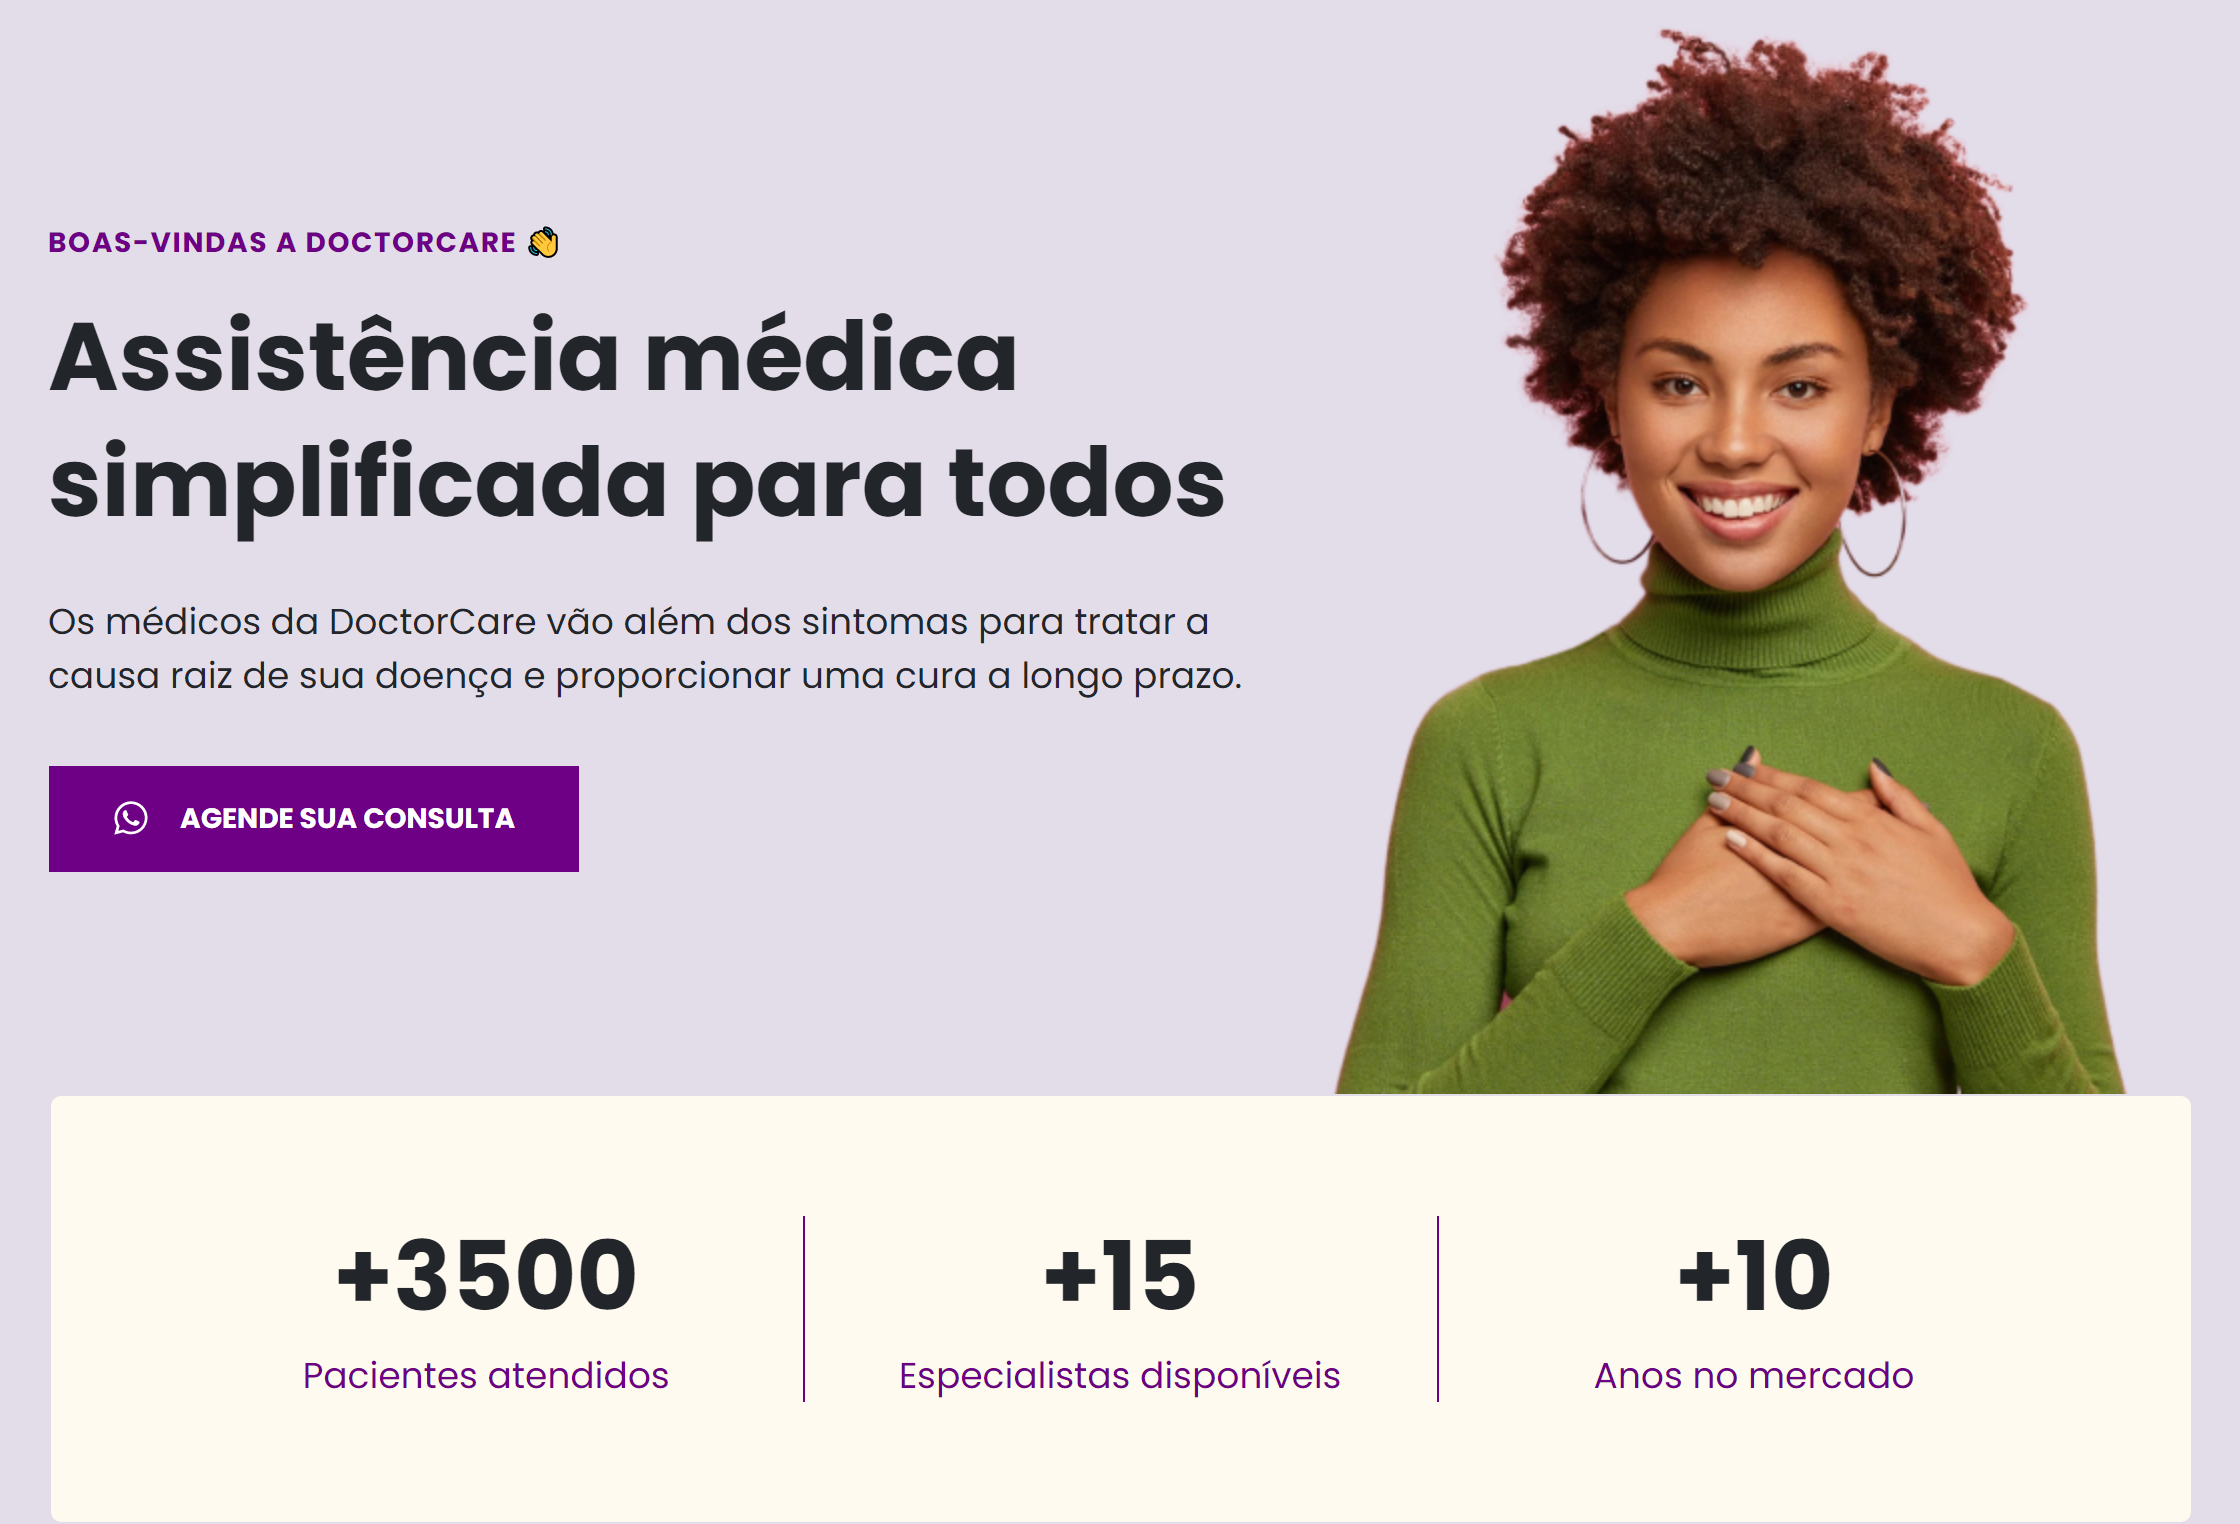 BOAS-VINDAS A DOCTORCARE 👋
Assistência médica
simplificada para todos
Os médicos da DoctorCare vão além dos sintomas para tratar a
causa raiz de sua doença e proporcionar uma cura a longo prazo.
AGENDE SUA CONSULTA
+3500
Pacientes atendidos
+15
Especialistas disponíveis
+10
Anos no mercado